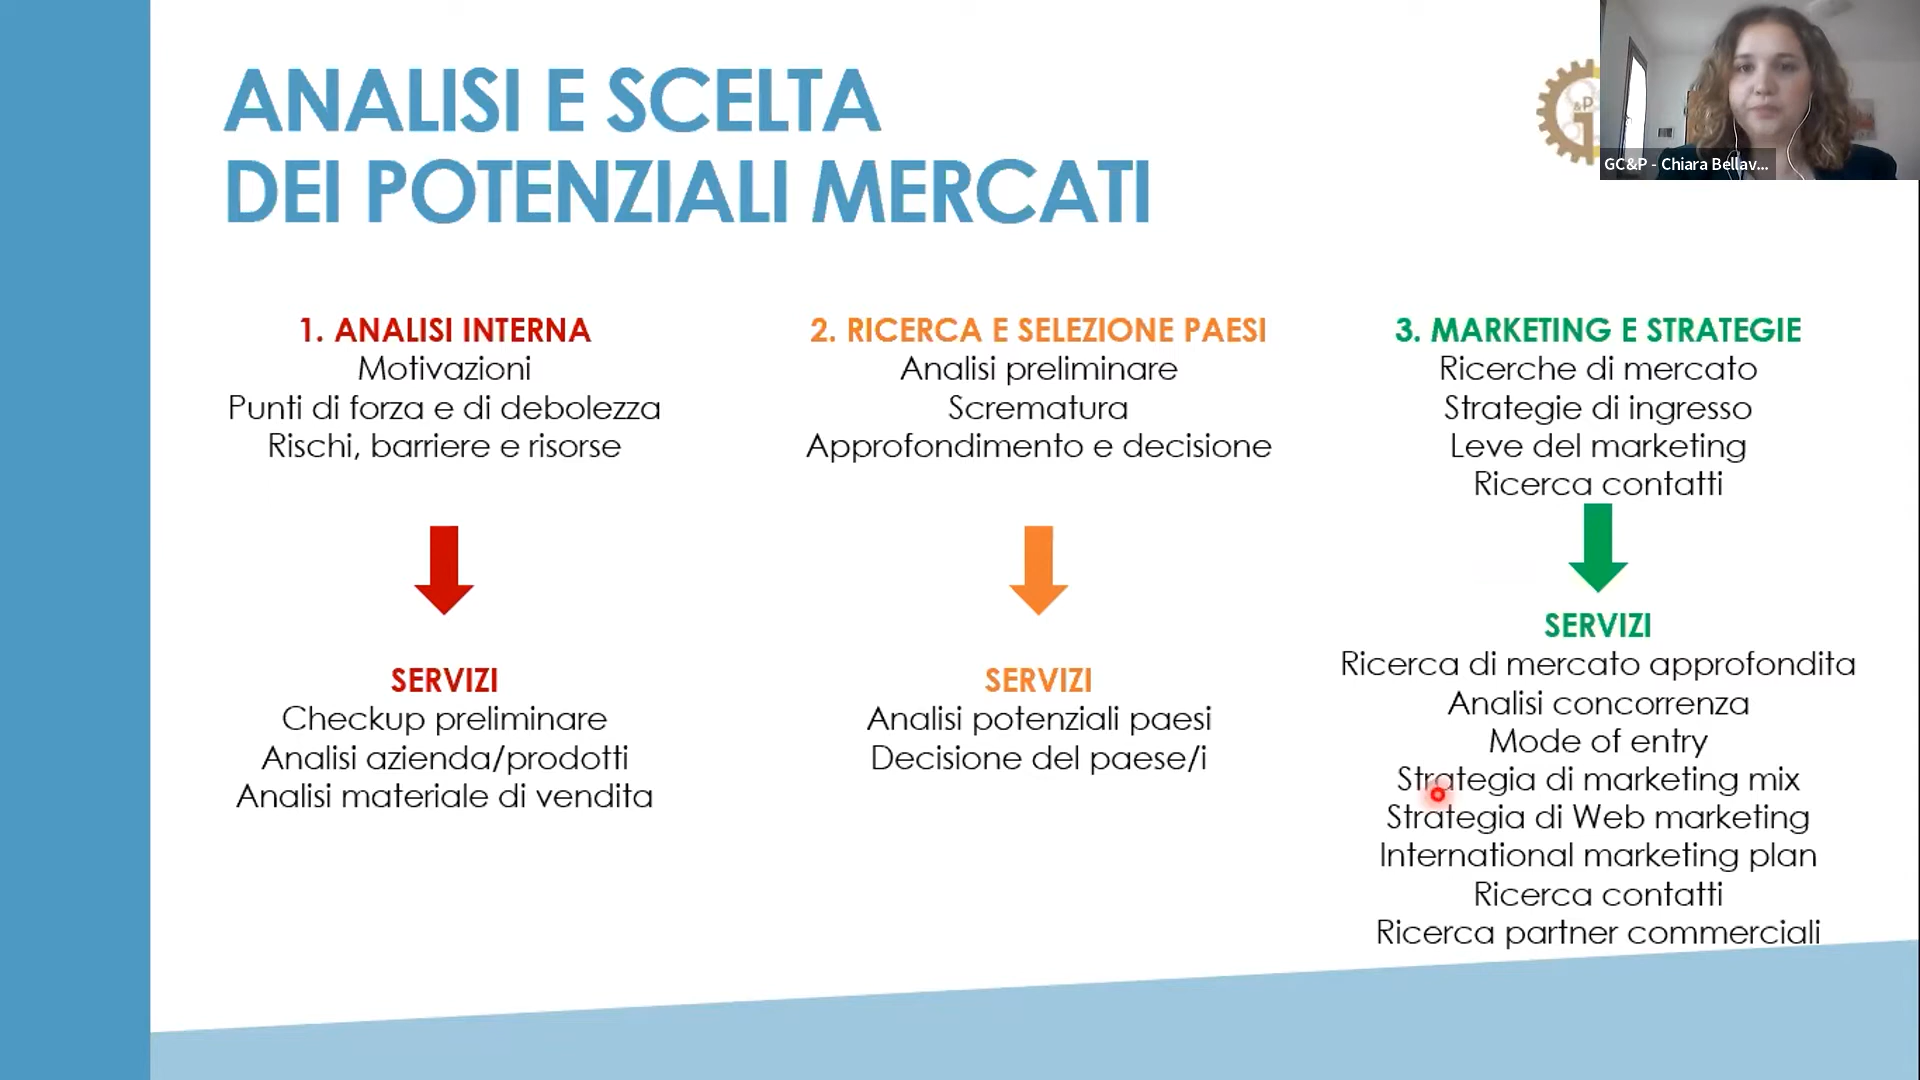 ANALISI E SCELTA
DEI POTENZIALI MERCATI
&P
GC&P - Chiara Bellav...
1. ANALISI INTERNA
Motivazioni
Punti di forza e di debolezza
Rischi, barriere e risorse
SERVIZI
Checkup preliminare
Analisi azienda/prodotti
Analisi materiale di vendita
2. RICERCA E SELEZIONE PAESI
Analisi preliminare
Scrematura
Approfondimento e decisione
SERVIZI
Analisi potenziali paesi
Decisione del paese/i
3. MARKETING E STRATEGIE
Ricerche di mercato
Strategie di ingresso
Leve del marketing
Ricerca contatti
SERVIZI
Ricerca di mercato approfondita
Analisi concorrenza
Mode of entry
Strategia di marketing mix
Strategia di Web marketing
International marketing plan
Ricerca contatti
Ricerca partner commerciali